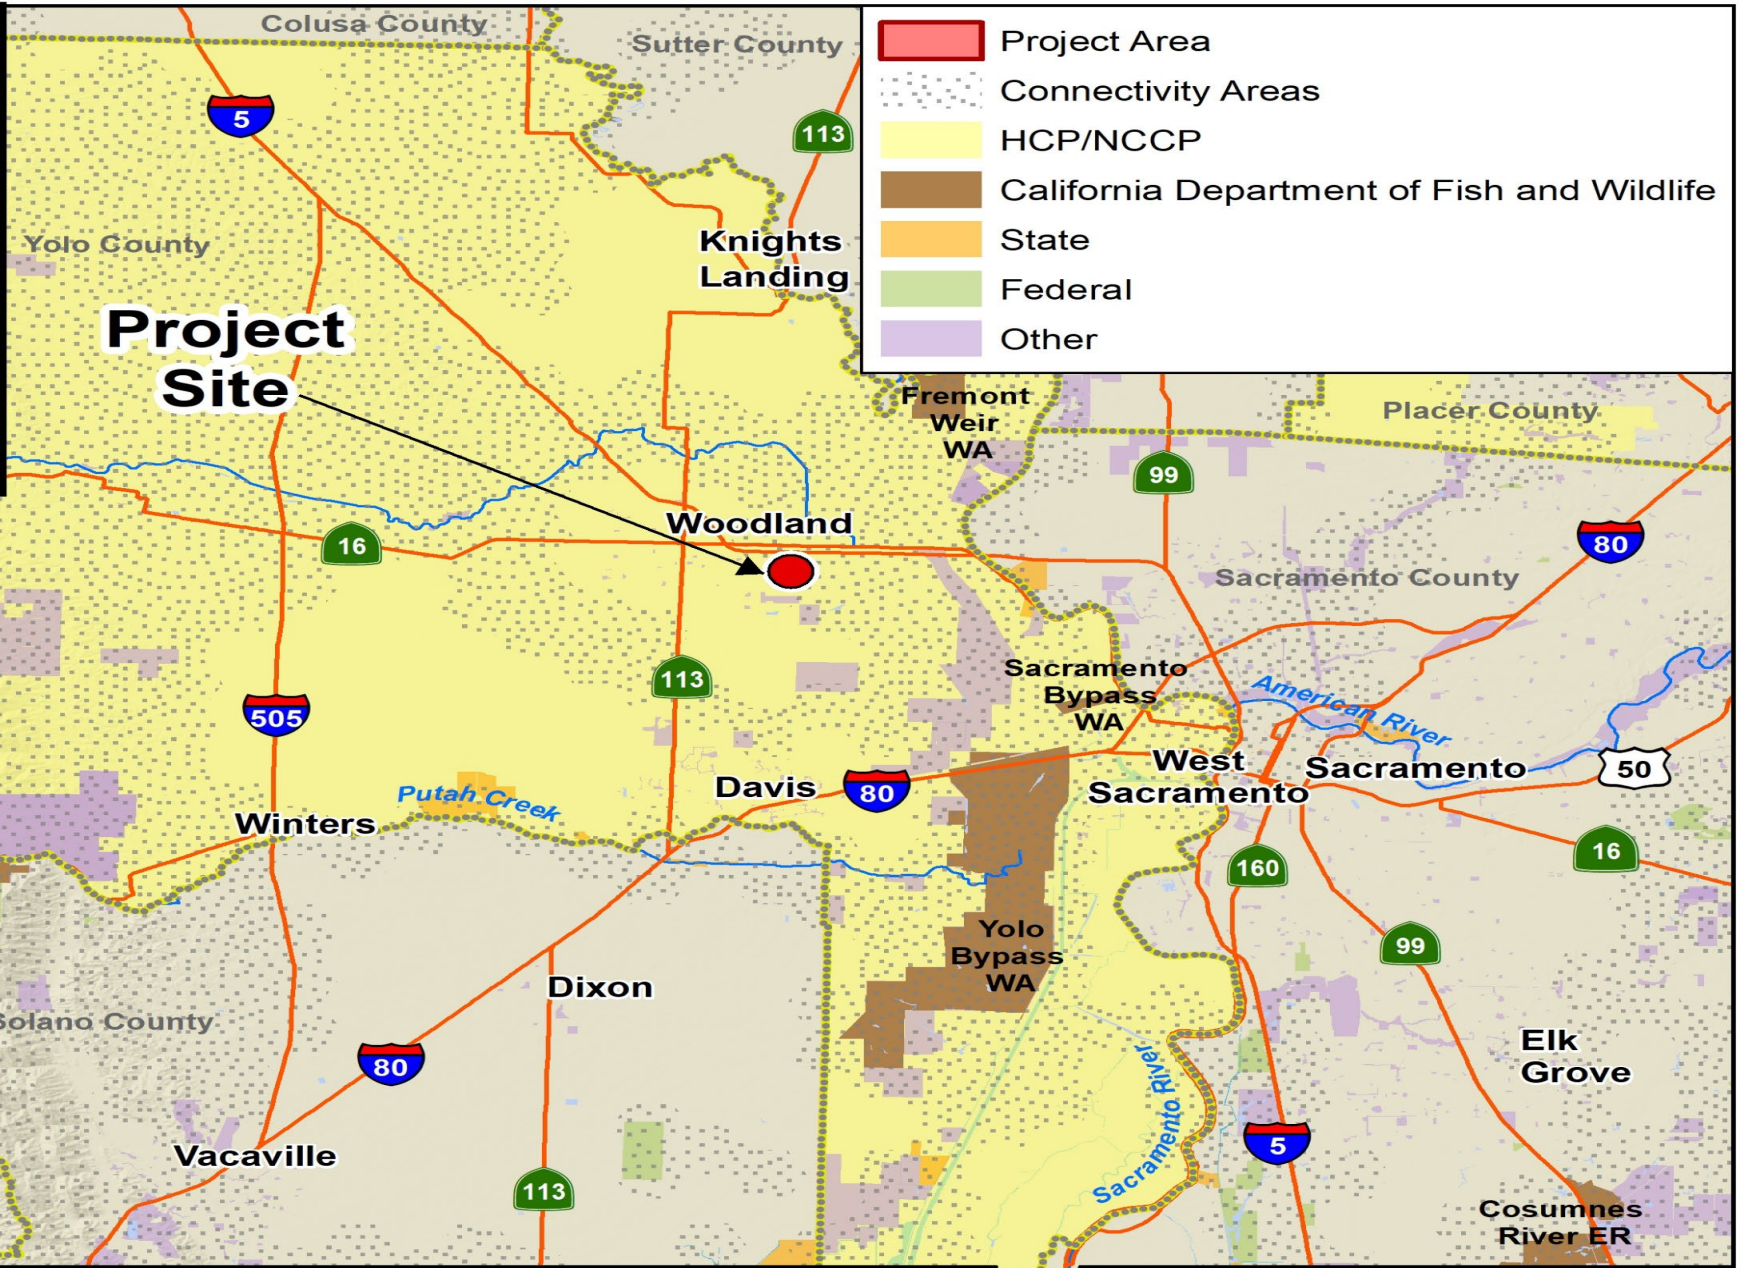 Colusa County
Sutter County
Project Area
Connectivity Areas
HCP/NCCP
California Department of Fish and Wildlife
State
Federal
Other
5
113
Yolo County
Knights
Landing
Project
Site
Fremont
Weir
WA
Placer County
99
Woodland
16
80
Sacramento County
113
Sacramento
Bypass
WA
505
American River
West
Sacramento
Sacramento
50
Davis
80
Putah Creek
Winters
160
16
Yolo
Bypass
WA
99
Dixon
Solano County
80
Elk
Grove
Sacramento River
5
Vacaville
113
Cosumnes
River ER